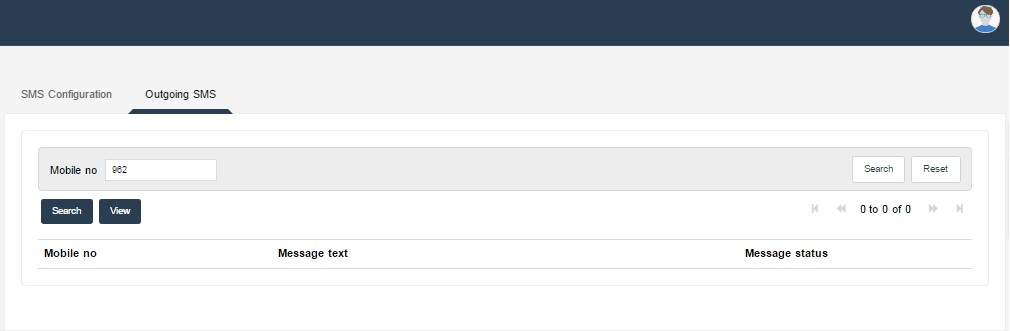 SMS Configuration Outgoing SMS
Mobile no 962 Search Reset
Search View 0 to 0 of 0
Mobile no Message text Message status